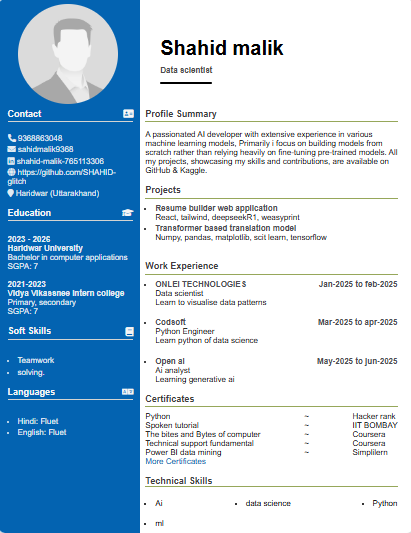 Shahid malik
Data scientist
Contact
9368863048
sahidmalik9368
shahid-malik-765113306
https://github.com/SHAHID-
glitch
Haridwar (Uttarakhand)
Education
2023 - 2026
Haridwar University
Bachelor in computer applications
SGPA: 7
2021-2023
Vidya Vikasanee Intern college
Primary, secondary
SGPA: 7
Soft Skills
Teamwork
solving.
Languages
Hindi: Fluet
English: Fluet
Profile Summary
A passionated AI developer with extensive experience in various
machine learning models, Primarily i focus on building models from
scratch rather than relying heavily on fine-tuning pre-trained models. All
my projects, showcasing my skills and contributions, are available on
GitHub & Kaggle.
Projects
Resume builder web application
React, tailwind, deepseekR1, weasyprint
Transformer based translation model
Numpy, pandas, matplotlib, scit learn, tensorflow
Work Experience
ONLEI TECHNOLOGIES Jan-2025 to feb-2025
Data scientist
Learn to visualise data patterns
Codsoft Mar-2025 to apr-2025
Python Engineer
Learn python of data science
Open ai May-2025 to jun-2025
Ai analyst
Learning generative ai
Certificates
Python ~ Hacker rank
Spoken tutorial ~ IIT BOMBAY
The bites and Bytes of computer ~ Coursera
Technical support fundamental ~ Coursera
Power BI data mining ~ Simplilern
More Certificates
Technical Skills
Ai data science Python
ml